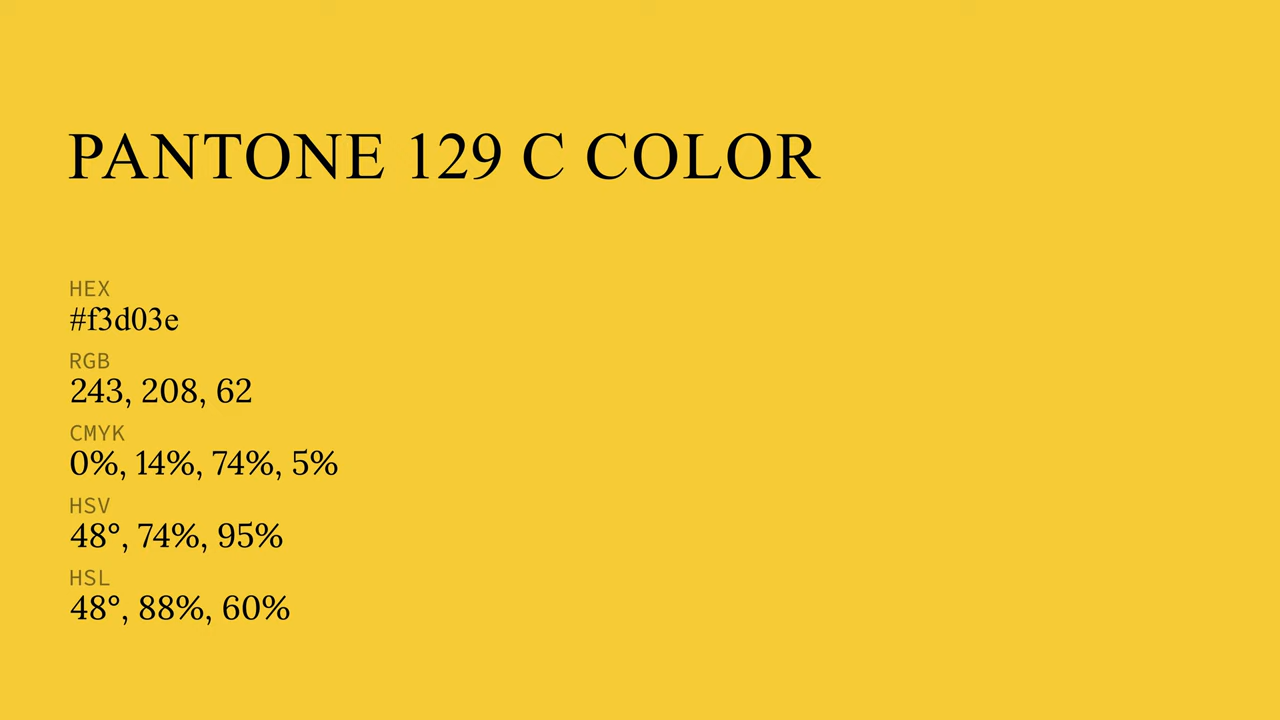 PANTONE 129 C COLOR
HEX
#f3d03e
RGB
243, 208, 62
CMYK
0%, 14%, 74%, 5%
HSV
48°, 74%, 95%
HSL
48°, 88%, 60%